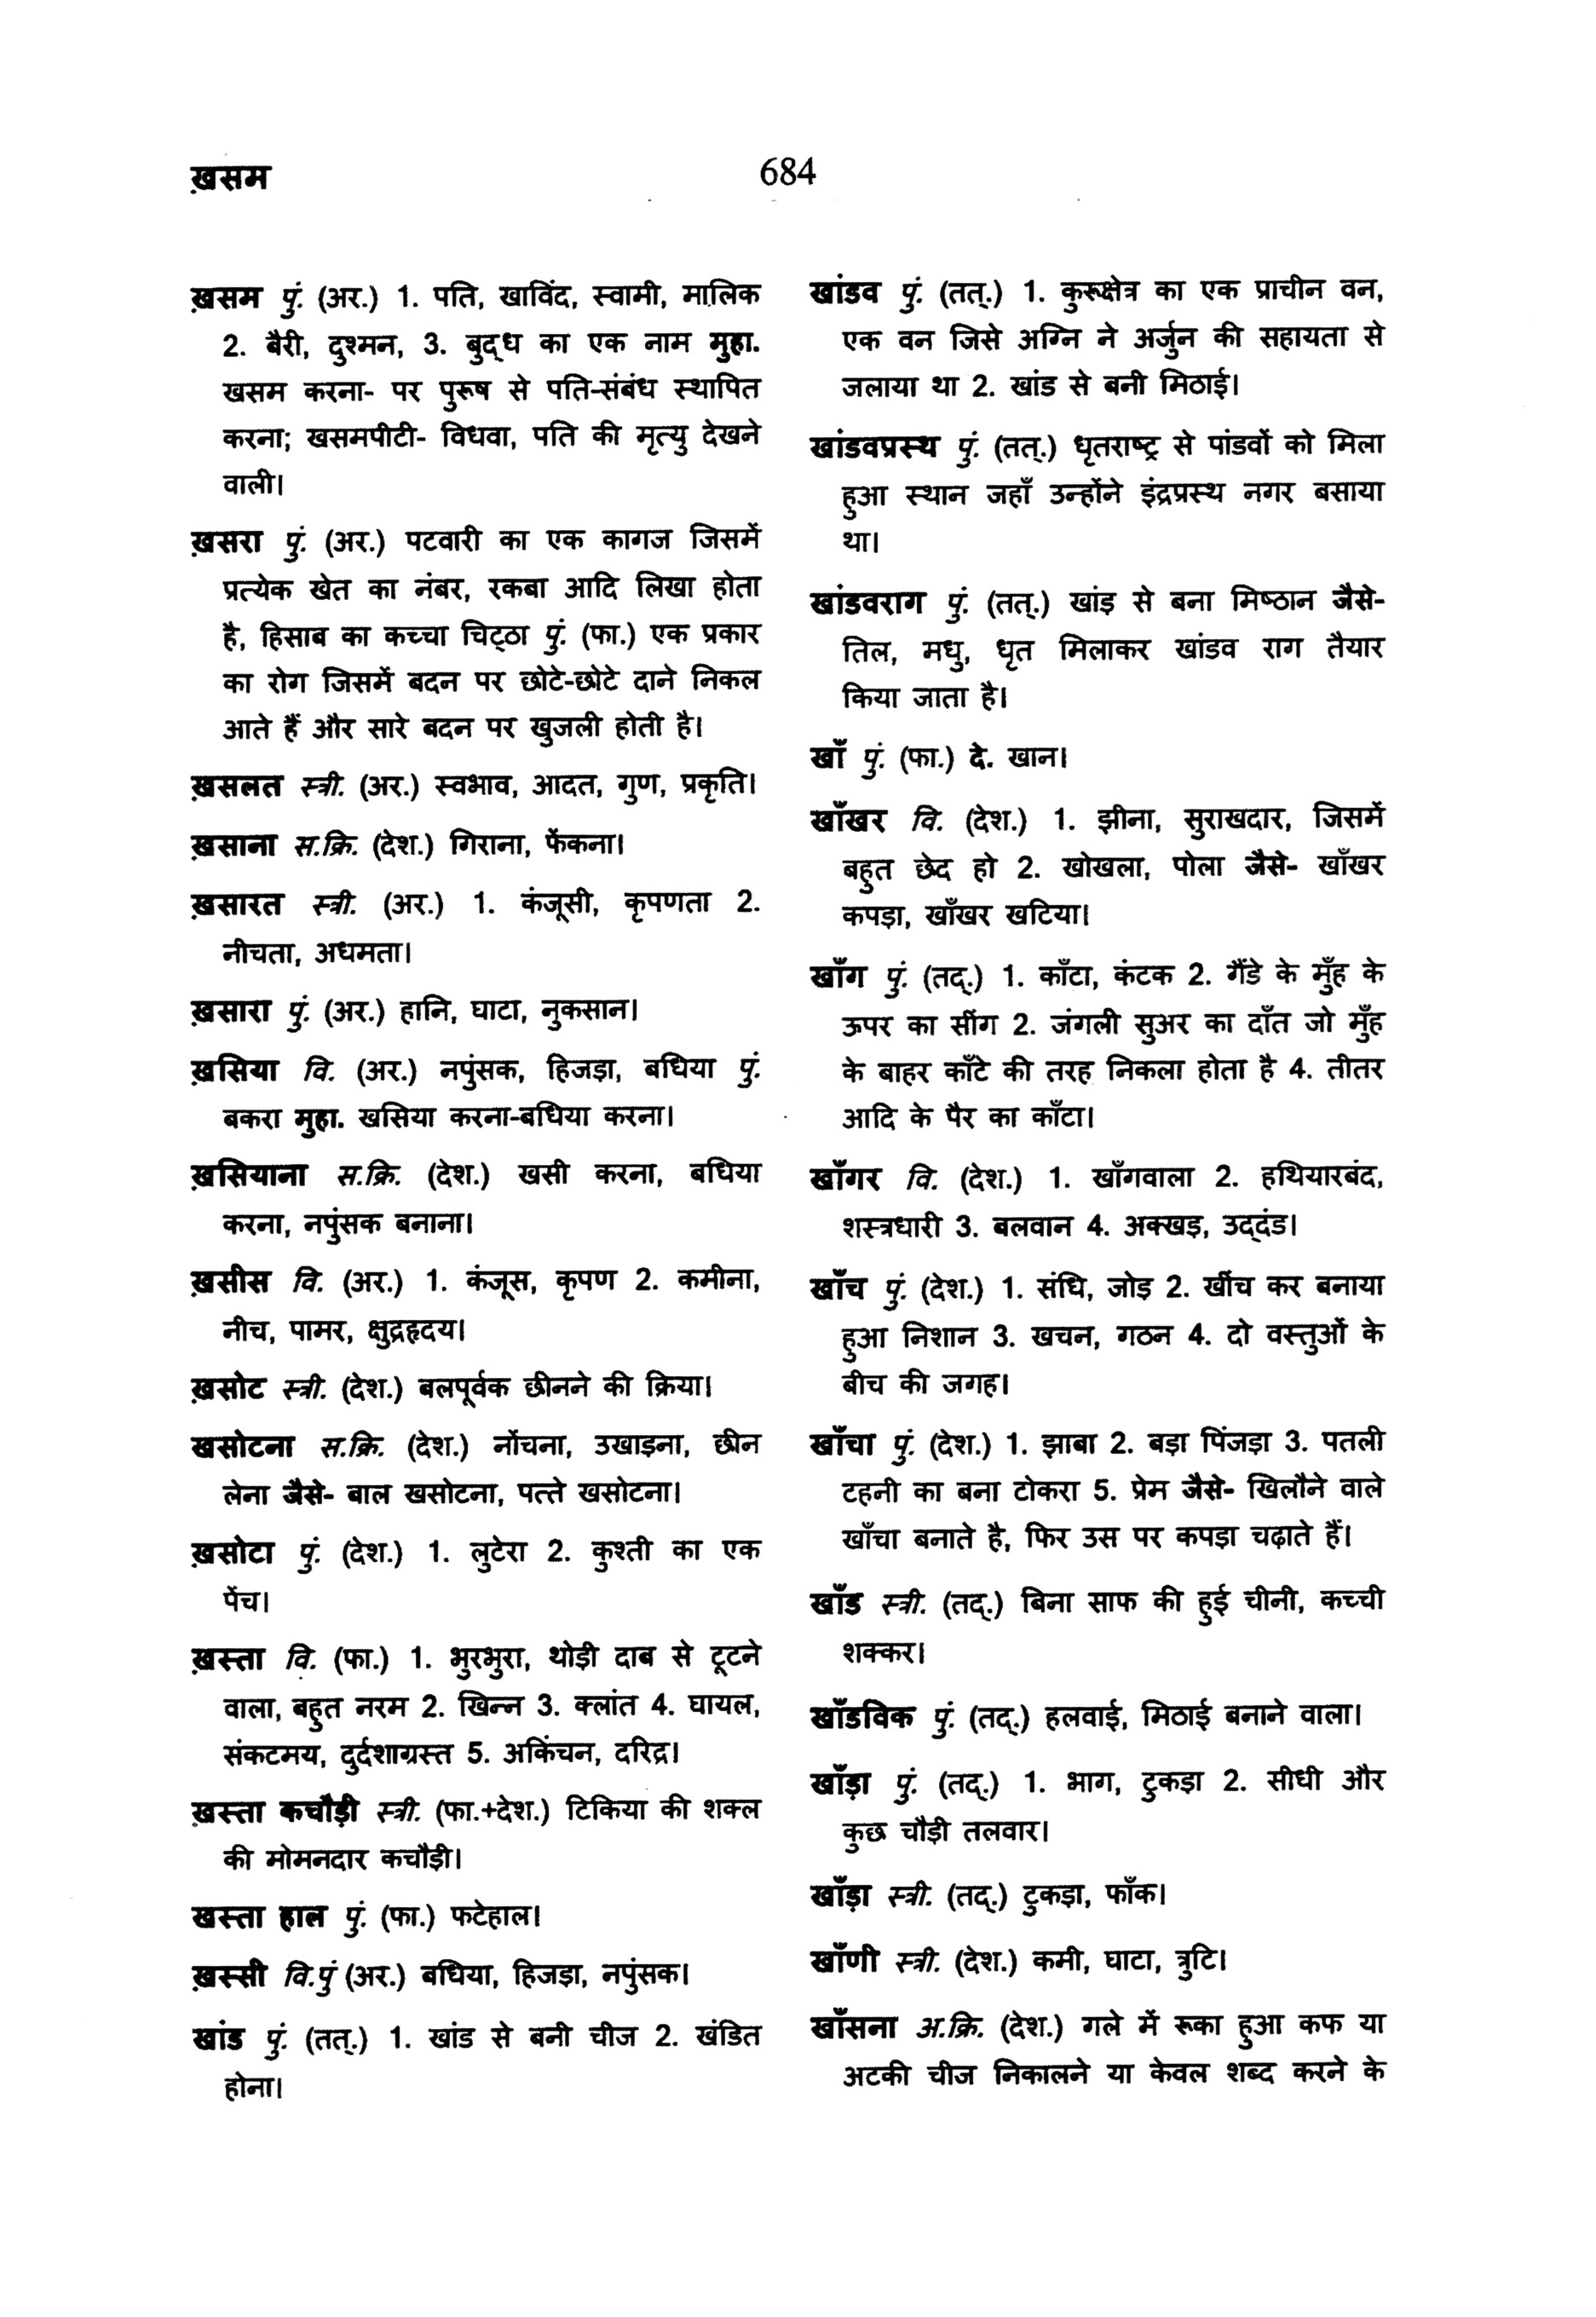 ख़सम
684
ख़सम पुं. (अर.) 1. पति, खाविंद, स्वामी, मालिक
2. बैरी, दुश्मन, 3. बुद्ध का एक नाम मुहा.
खसम करना- पर पुरूष से पति-संबंध स्थापित
करना; खसमपीटी- विधवा, पति की मृत्यु देखने
वाली।
ख़सरा पुं. (अर.) पटवारी का एक कागज जिसमें
प्रत्येक खेत का नंबर, रकबा आदि लिखा होता
है, हिसाब का कच्चा चिट्ठा पुं. (फा.) एक प्रकार
का रोग जिसमें बदन पर छोटे-छोटे दाने निकल
आते हैं और सारे बदन पर खुजली होती है।
ख़सलत स्त्री. (अर.) स्वभाव, आदत, गुण, प्रकृति।
ख़साना स.क्रि. (देश.) गिराना, फेंकना।
ख़सारत स्त्री. (अर.) 1. कंजूसी, कृपणता 2.
नीचता, अधमता।
ख़सारा पुं. (अर.) हानि, घाटा, नुकसान।
ख़सिया वि. (अर.) नपुंसक, हिजड़ा, बधिया पुं.
बकरा मुहा. खसिया करना-बधिया करना।
ख़सियाना स.क्रि. (देश.) खसी करना, बधिया
करना, नपुंसक बनाना।
ख़सीस वि. (अर.) 1. कंजूस, कृपण 2. कमीना,
नीच, पामर, क्षुद्रहृदय।
ख़सोट स्त्री. (देश.) बलपूर्वक छीनने की क्रिया।
खसोटना स.क्रि. (देश.) नोंचना, उखाड़ना, छीन
लेना जैसे- बाल खसोटना, पत्ते खसोटना।
ख़सोटा पुं. (देश.) 1. लुटेरा 2. कुश्ती का एक
पेंच।
ख़स्ता वि. (फा.) 1. भुरभुरा, थोड़ी दाब से टूटने
वाला, बहुत नरम 2. खिन्न 3. क्लांत 4. घायल,
संकटमय, दुर्दशाग्रस्त 5. अकिंचन, दरिद्र।
ख़स्ता कचौड़ी स्त्री. (फा.+देश.) टिकिया की शक्ल
की मोमनदार कचौड़ी।
खस्ता हाल पुं. (फा.) फटेहाल।
ख़स्सी वि.पुं (अर.) बधिया, हिजड़ा, नपुंसक।
खांड पुं. (तत्.) 1. खांड से बनी चीज 2. खंडित
होना।
खांडव पुं. (तत्.) 1. कुरूक्षेत्र का एक प्राचीन वन,
एक वन जिसे अग्नि ने अर्जुन की सहायता से
जलाया था 2. खांड से बनी मिठाई।
खांडवप्रस्थ पुं. (तत्.) धृतराष्ट्र से पांडवों को मिला
हुआ स्थान जहाँ उन्होंने इंद्रप्रस्थ नगर बसाया
था।
खांडवराग पुं. (तत्.) खांड़ से बना मिष्ठान जैसे-
तिल, मधु, धृत मिलाकर खांडव राग तैयार
किया जाता है।
खाँ पुं. (फा.) दे. खान।
खाँखर वि. (देश.) 1. झीना, सुराखदार, जिसमें
बहुत छेद हो 2. खोखला, पोला जैसे- खाँखर
कपड़ा, खाँखर खटिया।
खाँग पुं. (तद्.) 1. काँटा, कंटक 2. गैंडे के मुँह के
ऊपर का सींग 2. जंगली सुअर का दाँत जो मुँह
के बाहर काँटे की तरह निकला होता है 4. तीतर
आदि के पैर का काँटा।
खाँगर वि. (देश.) 1. खाँगवाला 2. हथियारबंद,
शस्त्रधारी 3. बलवान 4. अक्खड़, उद्दंड।
खाँच पुं. (देश.) 1. संधि, जोड़ 2. खींच कर बनाया
हुआ निशान 3. खचन, गठन 4. दो वस्तुओं के
बीच की जगह।
खाँचा पुं. (देश.) 1. झाबा 2. बड़ा पिंजड़ा 3. पतली
टहनी का बना टोकरा 5. प्रेम जैसे- खिलौने वाले
खाँचा बनाते है, फिर उस पर कपड़ा चढ़ाते हैं।
खाँड स्त्री. (तद्.) बिना साफ की हुई चीनी, कच्ची
शक्कर।
खाँडविक पुं. (तद्.) हलवाई, मिठाई बनाने वाला।
खाँड़ा पुं. (तद्.) 1. भाग, टुकड़ा 2. सीधी और
कुछ चौड़ी तलवार।
खाँड़ा स्त्री. (तद्.) टुकड़ा, फाँक।
खाँणी स्त्री. (देश.) कमी, घाटा, त्रुटि।
खाँसना अ.क्रि. (देश.) गले में रूका हुआ कफ या
अटकी चीज निकालने या केवल शब्द करने के